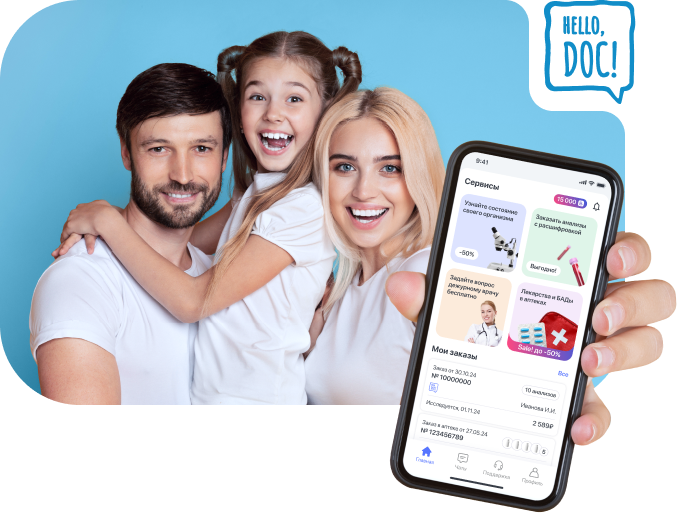 HELLO,
DOC!
9:41
Сервисы
15 000
Узнайте состояние
своего организма
-50%
Заказать анализы
с расшифровкой
Выгодно!
Задайте вопрос
дежурному врачу
бесплатно
Лекарства и БАДы
в аптеках
Sale! до -50%
Мои заказы
Все
Заказ от 30.10.24
№ 10000000
10 анализов
Иванова И.И.
Исследуется, 01.11.24
2 589₽
Заказ в аптеке от 27.05.24
№ 123456789
5
Главная
Чаты
Поддержка
Профиль